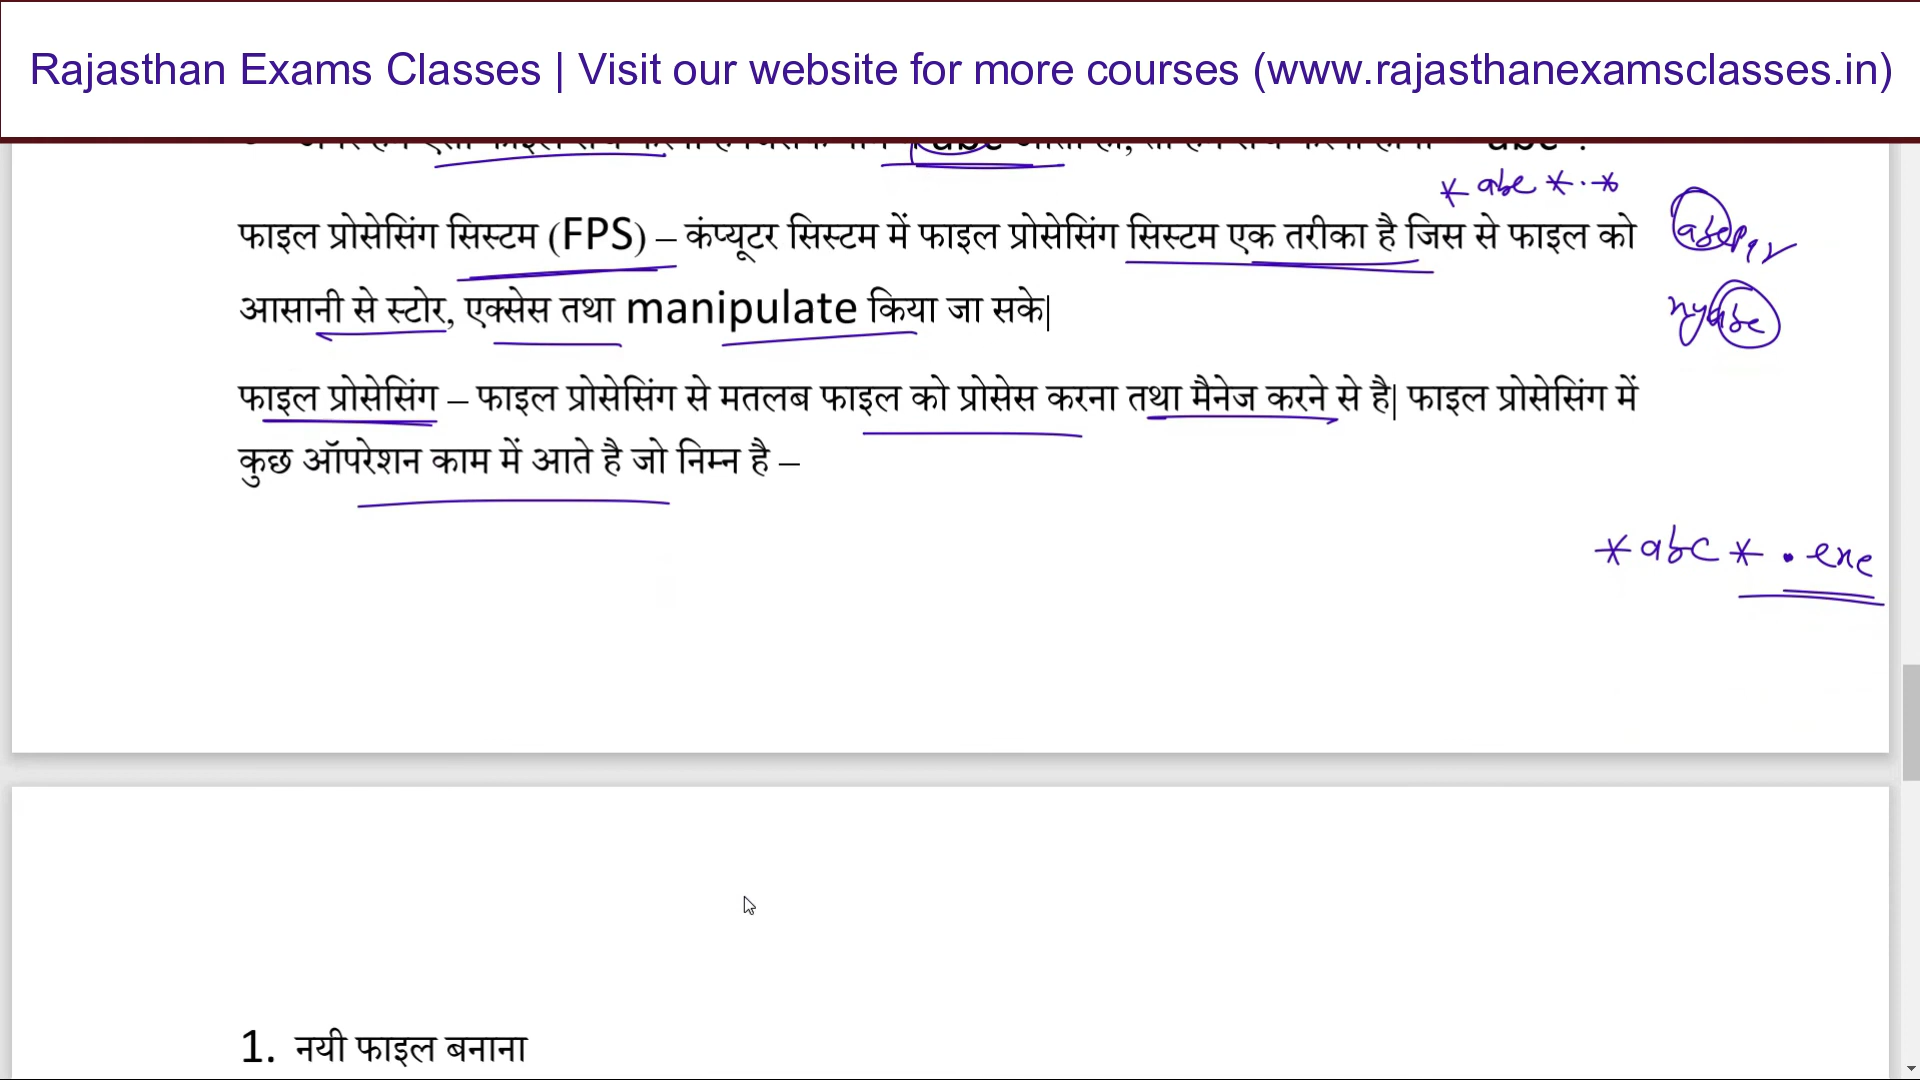 Rajasthan Exams Classes | Visit our website for more courses (www.rajasthanexamsclasses.in)
* abc *.*
फाइल प्रोसेसिंग सिस्टम (FPS) – कंप्यूटर सिस्टम में फाइल प्रोसेसिंग सिस्टम एक तरीका है जिस से फाइल को
आसानी से स्टोर, एक्सेस तथा manipulate किया जा सके|
फाइल प्रोसेसिंग – फाइल प्रोसेसिंग से मतलब फाइल को प्रोसेस करना तथा मैनेज करने से है| फाइल प्रोसेसिंग में
कुछ ऑपरेशन काम में आते है जो निम्न है –
*abc * . exe
1. नयी फाइल बनाना